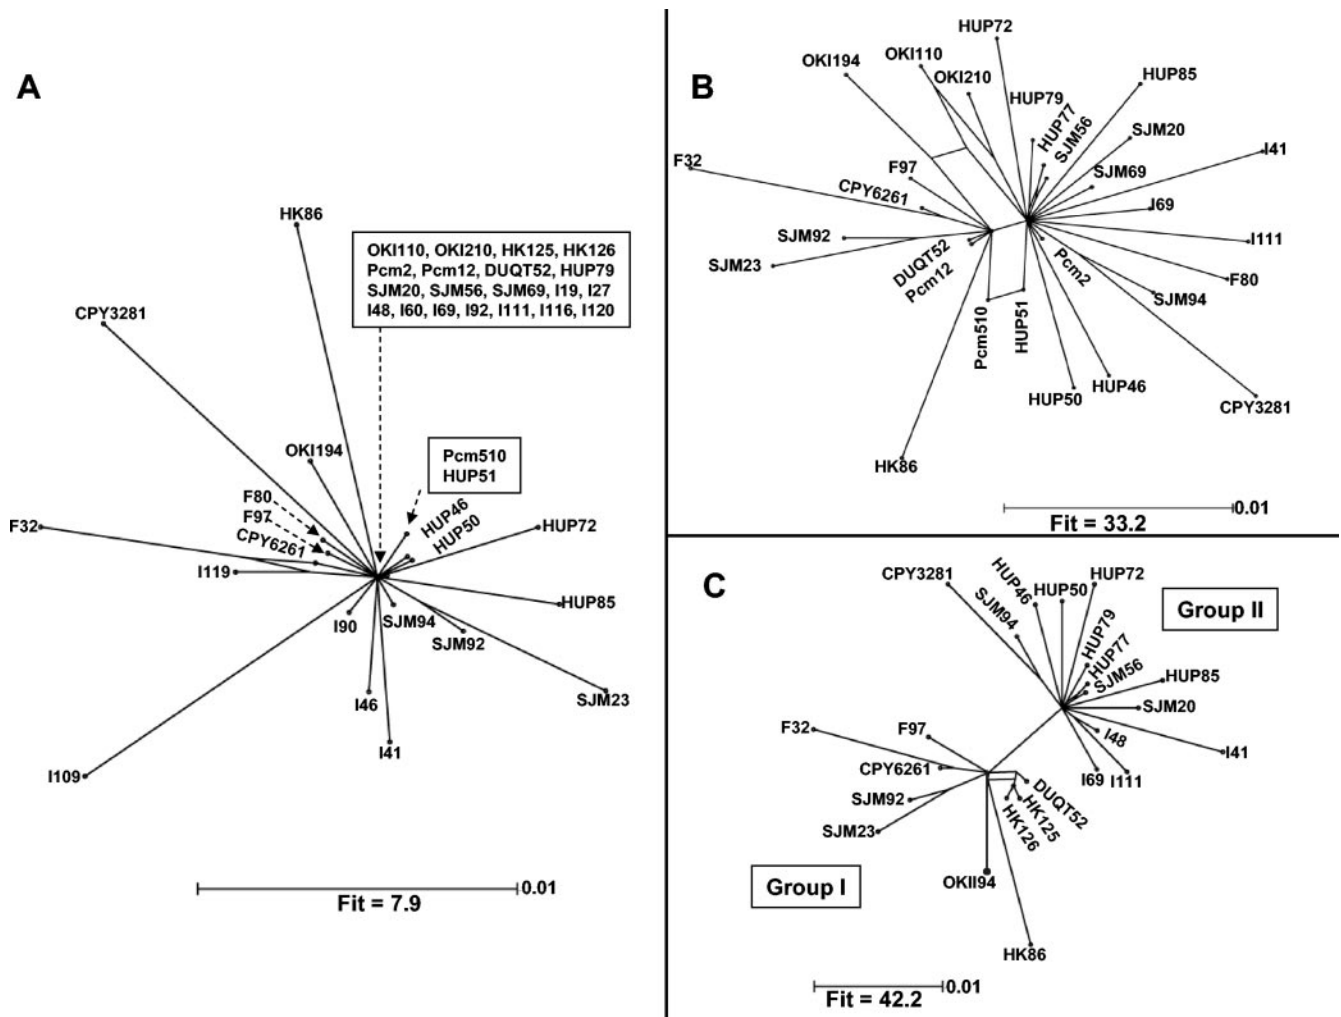 A
HK86
OKI110, OKI210, HK125, HK126
Pcm2, Pcm12, DUQT52, HUP79
SJM20, SJM56, SJM69, I19, I27
I48, I60, I69, I92, I111, I116, I120
CPY3281
OKI194
Pcm510
HUP51
F80
F97
CPY6261
HUP46
HUP50
F32
HUP72
I119
HUP85
I90
SJM94
SJM92
I46
SJM23
I41
I109
0.01
Fit = 7.9
B
HUP72
OKI110
OKI194
OKI210
HUP85
HUP79
HUP77
SJM56
SJM20
I41
F32
F97
SJM69
CPY6261
I69
SJM92
I111
SJM23
DUQT52
Pcm12
Pcm2
F80
SJM94
Pcm510
HUP51
HUP50
HUP46
CPY3281
HK86
0.01
Fit = 33.2
C
CPY3281
HUP46
HUP50
HUP72
SJM94
Group II
HUP79
HUP77
SJM56
HUP85
SJM20
F32
F97
I48
I41
CPY6261
I69
I111
SJM92
DUQT52
HK125
HK126
SJM23
Group I
OKII94
HK86
0.01
Fit = 42.2